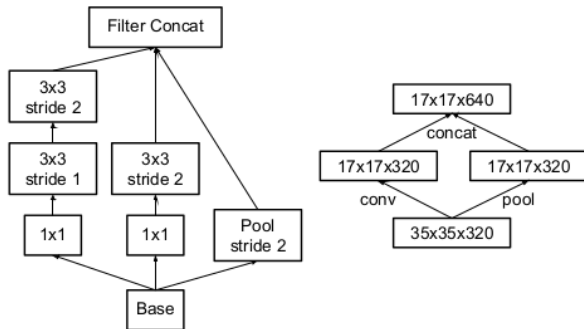 Filter Concat
3x3
stride 2
3x3
stride 1
3x3
stride 2
1x1
1x1
Pool
stride 2
Base
17x17x640
concat
17x17x320
17x17x320
conv
pool
35x35x320